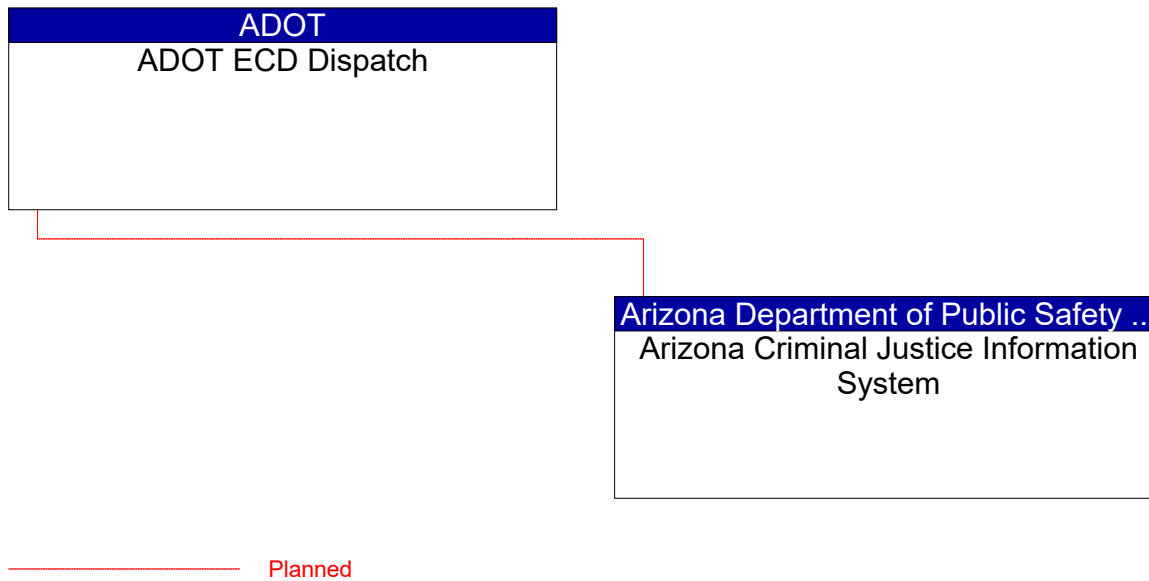 ADOT
ADOT ECD Dispatch
Arizona Department of Public Safety ..
Arizona Criminal Justice Information
System
Planned